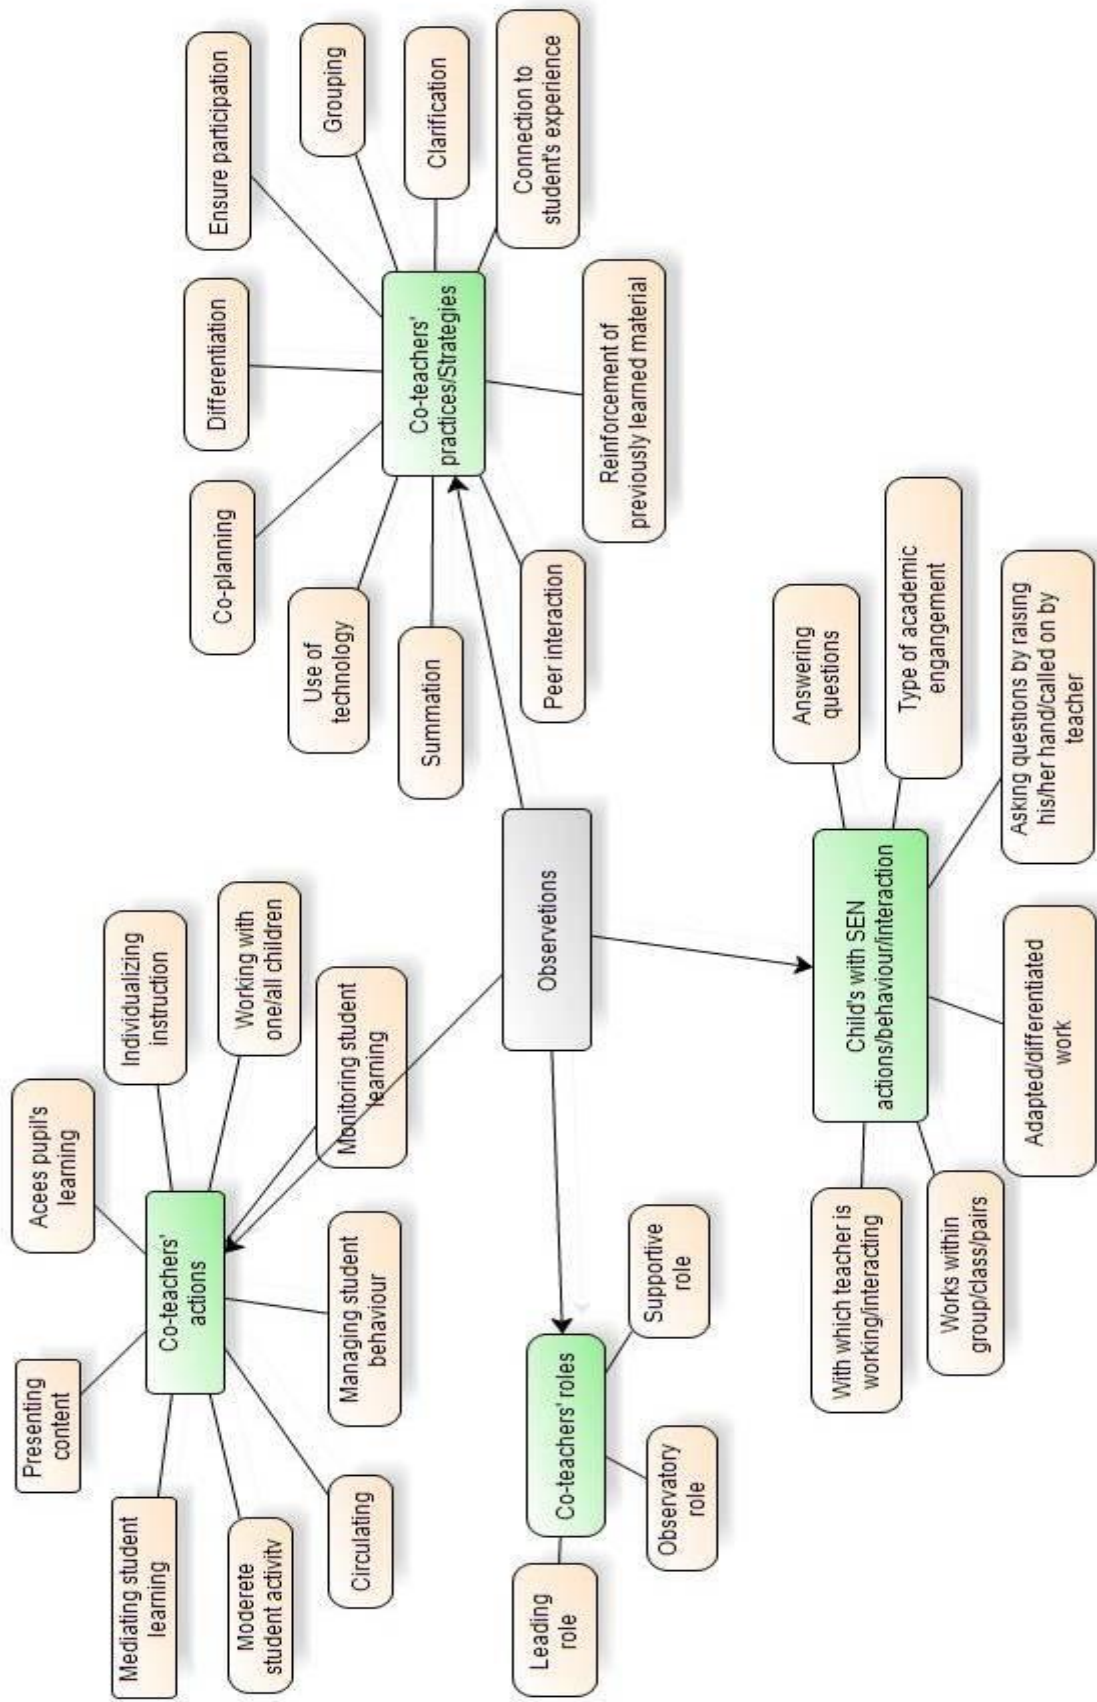 Presenting
content
Acees pupil's
learning
Mediating student
learning
Individualizing
instruction
Co-teachers'
actions
Moderete
student activity
Working with
one/all children
Circulating
Managing student
behaviour
Monitoring student
learning
Co-planning
Differentiation
Ensure participation
Use of
technology
Grouping
Summation
Co-teachers'
practices/Strategies
Clarification
Peer interaction
Connection to
student's experience
Reinforcement of
previously learned material
Observetions
Leading
role
Co-teachers' roles
Observatory
role
Supportive
role
With which teacher is
working/interacting
Answering
questions
Child's with SEN
actions/behaviour/interaction
Type of academic
engangement
Works within
group/class/pairs
Adapted/differentiated
work
Asking questions by raising
his/her hand/called on by
teacher